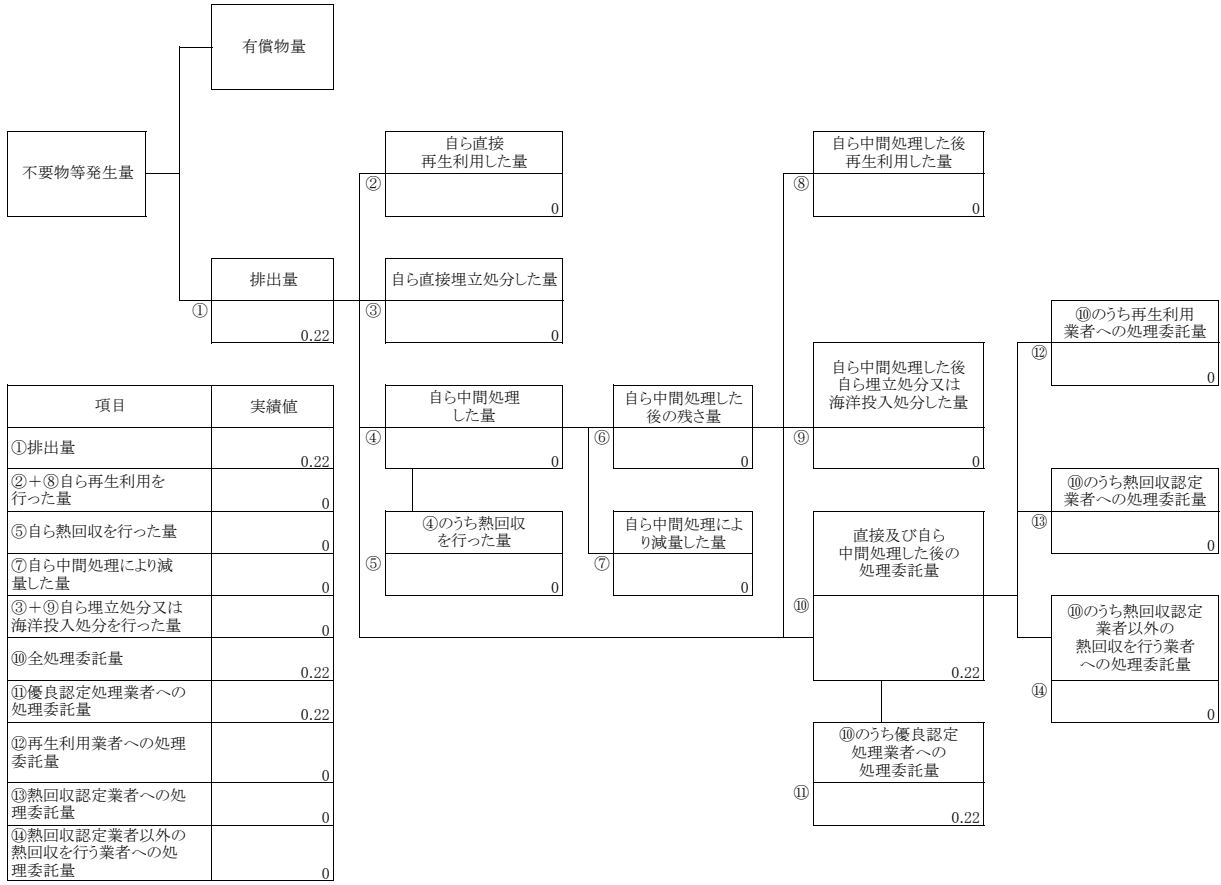 有償物量
不要物等発生量
自ら直接
再生利用した量
②
0
自ら中間処理した後
再生利用した量
⑧
0
排出量
①
0.22
自ら直接埋立処分した量
③
0
⑩のうち再生利用
業者への処理委託量
⑫
0
自ら中間処理した後
自ら埋立処分又は
海洋投入処分した量
⑨
0
自ら中間処理
した量
④
0
自ら中間処理した
後の残さ量
⑥
0
⑩のうち熱回収認定
業者への処理委託量
⑬
0
④のうち熱回収
を行った量
⑤
0
自ら中間処理によ
り減量した量
⑦
0
直接及び自ら
中間処理した後の
処理委託量
⑩
0.22
⑩のうち熱回収認定
業者以外の
熱回収を行う業者
への処理委託量
⑭
0
⑩のうち優良認定
処理業者への
処理委託量
⑪
0.22
項目 実績値
①排出量
0.22
②+⑧自ら再生利用を
行った量
0
⑤自ら熱回収を行った量
0
⑦自ら中間処理により減
量した量
0
③+⑨自ら埋立処分又は
海洋投入処分を行った量
0
⑩全処理委託量
0.22
⑪優良認定処理業者への
処理委託量
0.22
⑫再生利用業者への処理
委託量
0
⑬熱回収認定業者への処
理委託量
0
⑭熱回収認定業者以外の
熱回収を行う業者への処
理委託量
0